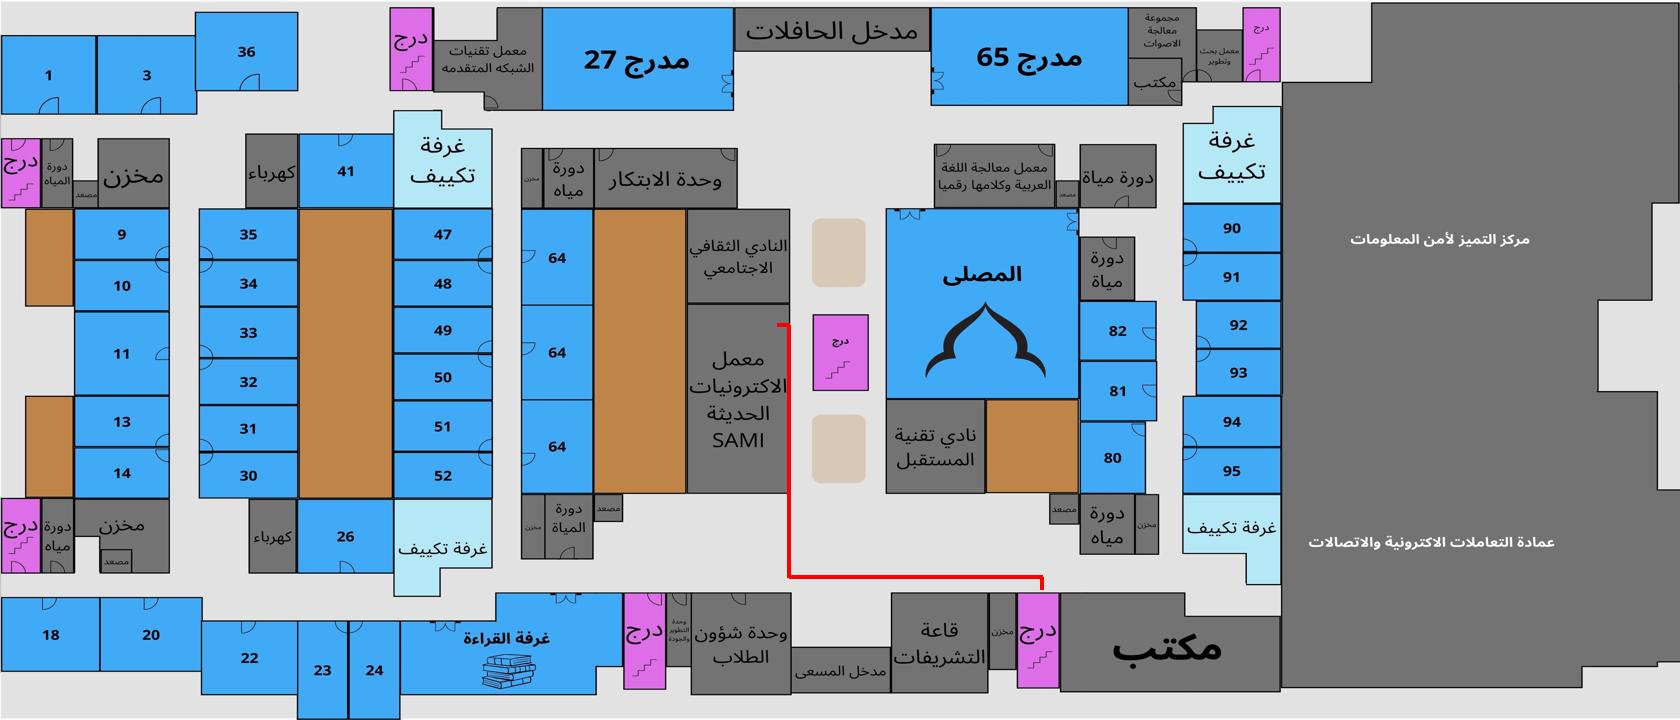 36
درج
معمل تقنيات
الشبكه المتقدمه
مدرج 27
مدخل الحافلات
مدرج 65
مجموعة
معالجة
الاصوات
مكتب
معمل بحث
وتطوير
درج
1
3
درج
دورة
المياه
مصعد
مخزن
كهرباء
41
غرفة
تكييف
مخزن
دورة
مياه
وحدة الابتكار
معمل معالجة اللغة
العربية وكلامها رقميا
مصعد
دورة مياة
غرفة
تكييف
9
10
11
13
14
35
34
33
32
31
30
47
48
49
50
51
52
64
64
64
النادي الثقافي
الاجتماعي
معمل
الاكترونيات
الحديثة
SAMI
درج
المصلى
نادي تقنية
المستقبل
دورة
مياة
82
81
80
90
91
92
93
94
95
مركز التميز لأمن المعلومات
عمادة التعاملات الاكترونية والاتصالات
درج
دورة
مياه
مخزن
مصعد
كهرباء
26
غرفة تكييف
مخزن
دورة
المياة
مصعد
مصعد
دورة
مياه
مخزن
غرفة تكييف
18
20
22
23
24
غرفة القراءة
درج
وحدة
التطوير
والجودة
وحدة شؤون
الطلاب
مدخل المسعى
قاعة
التشريفات
مخزن
درج
مكتب